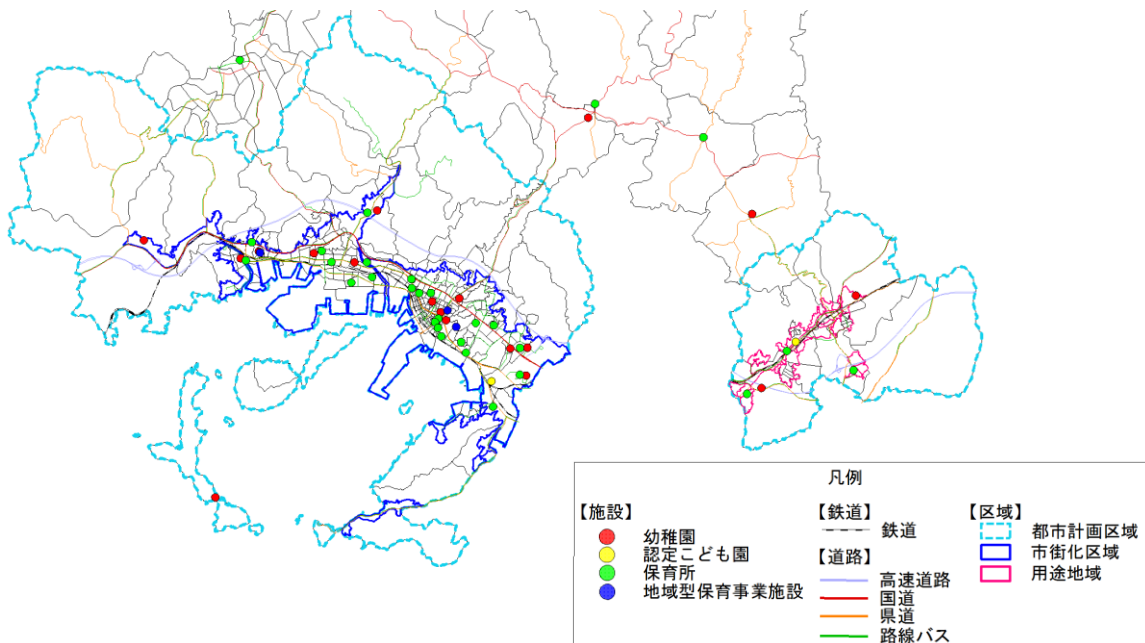 凡例
【施設】
幼稚園
認定こども園
保育所
地域型保育事業施設
【鉄道】
鉄道
【道路】
高速道路
国道
県道
路線バス
【区域】
都市計画区域
市街化区域
用途地域